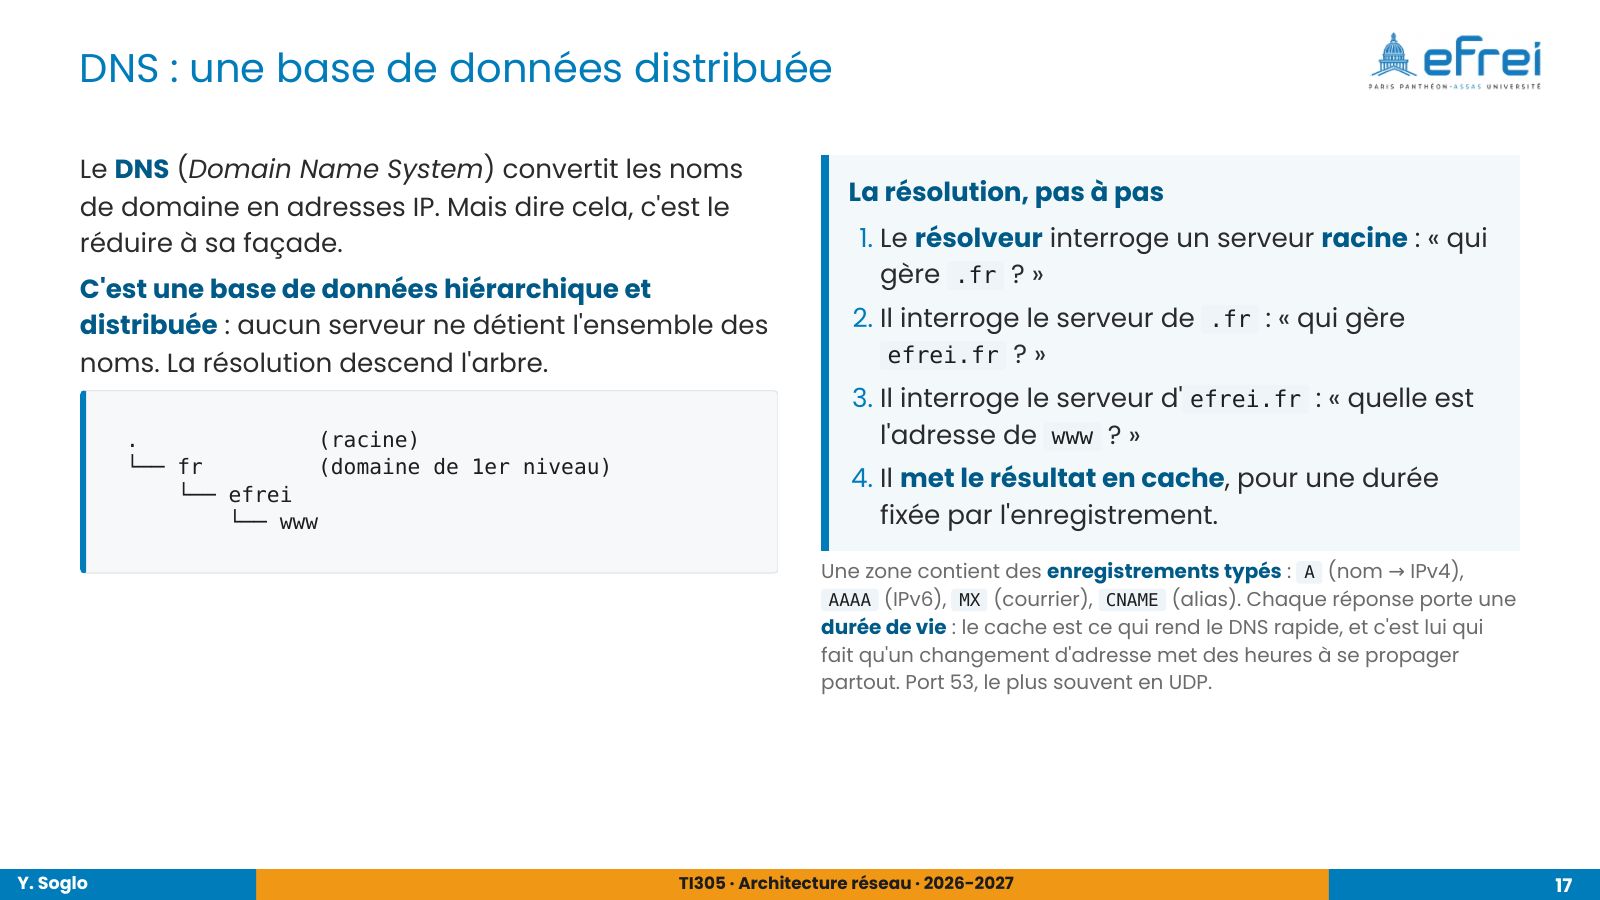 DNS : une base de données distribuée
efrei
PARIS PANTHÉON-ASSAS UNIVERSITÉ
Le DNS (Domain Name System) convertit les noms
de domaine en adresses IP. Mais dire cela, c'est le
réduire à sa façade.
C'est une base de données hiérarchique et
distribuée : aucun serveur ne détient l'ensemble des
noms. La résolution descend l'arbre.
. (racine)
└── fr (domaine de 1er niveau)
└── efrei
└── www
La résolution, pas à pas
1. Le résolveur interroge un serveur racine : « qui
gère .fr ? »
2. Il interroge le serveur de .fr : « qui gère
efrei.fr ? »
3. Il interroge le serveur d' efrei.fr : « quelle est
l'adresse de www ? »
4. Il met le résultat en cache, pour une durée
fixée par l'enregistrement.
Une zone contient des enregistrements typés : A (nom → IPv4),
AAAA (IPv6), MX (courrier), CNAME (alias). Chaque réponse porte une
durée de vie : le cache est ce qui rend le DNS rapide, et c'est lui qui
fait qu'un changement d'adresse met des heures à se propager
partout. Port 53, le plus souvent en UDP.
Y. Soglo
TI305 · Architecture réseau · 2026-2027
17